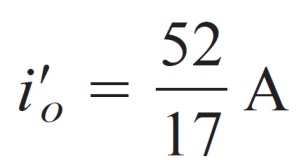 i′ₒ = 52/17 A